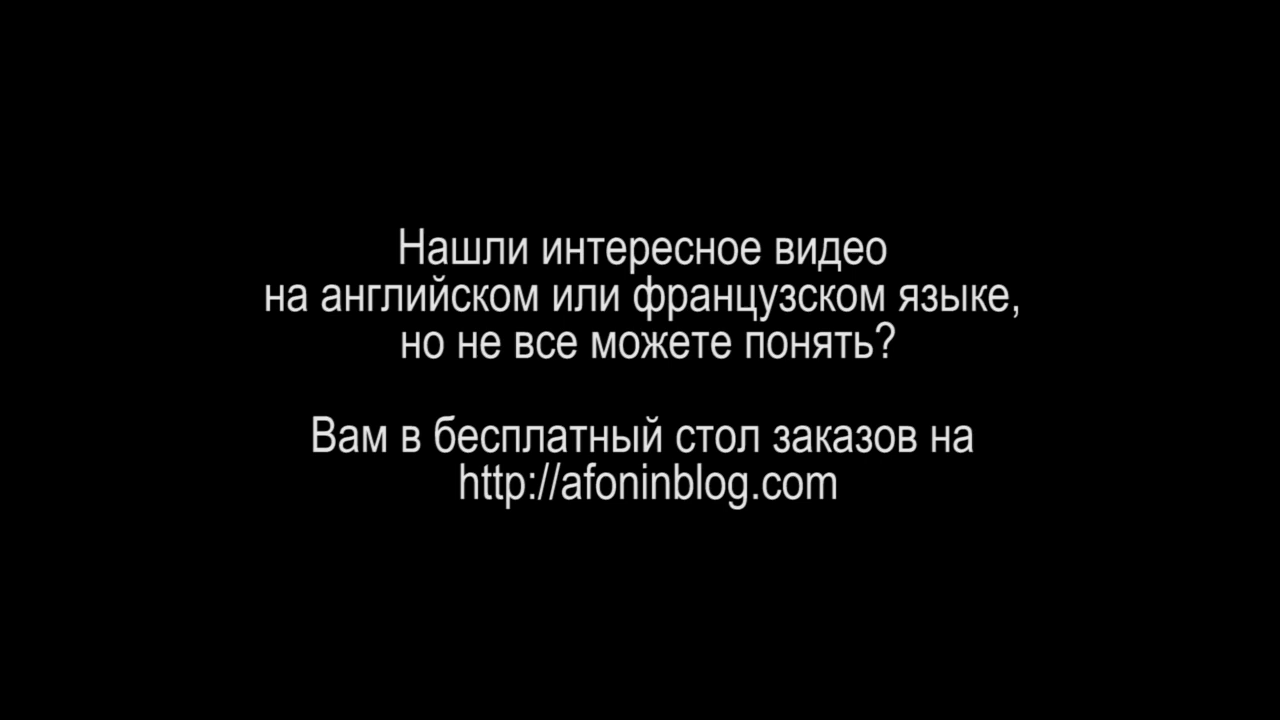 Нашли интересное видео
на английском или французском языке,
но не все можете понять?
Вам в бесплатный стол заказов на
http://afoninblog.com